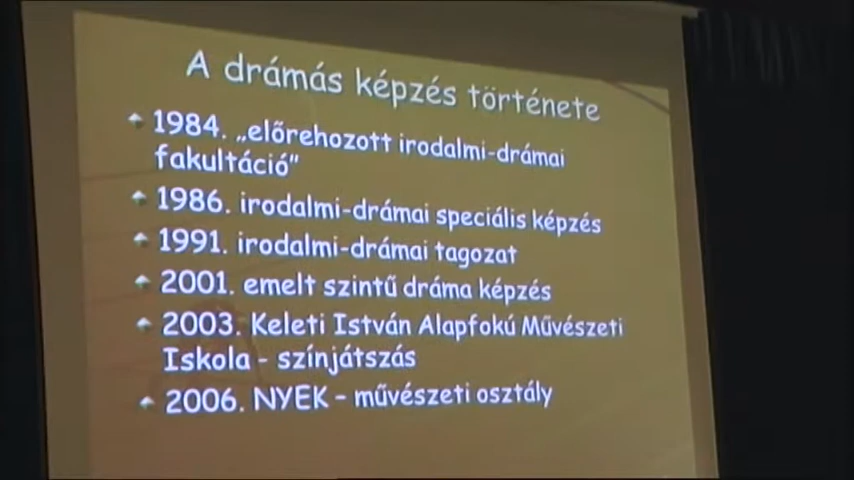 A drámás képzés története
1984. „előrehozott irodalmi-drámai
fakultáció"
1986. irodalmi-drámai speciális képzés
1991. irodalmi-drámai tagozat
2001. emelt szintű dráma képzés
2003. Keleti István Alapfokú Művészeti
Iskola - színjátszás
2006. NYEK - művészeti osztály